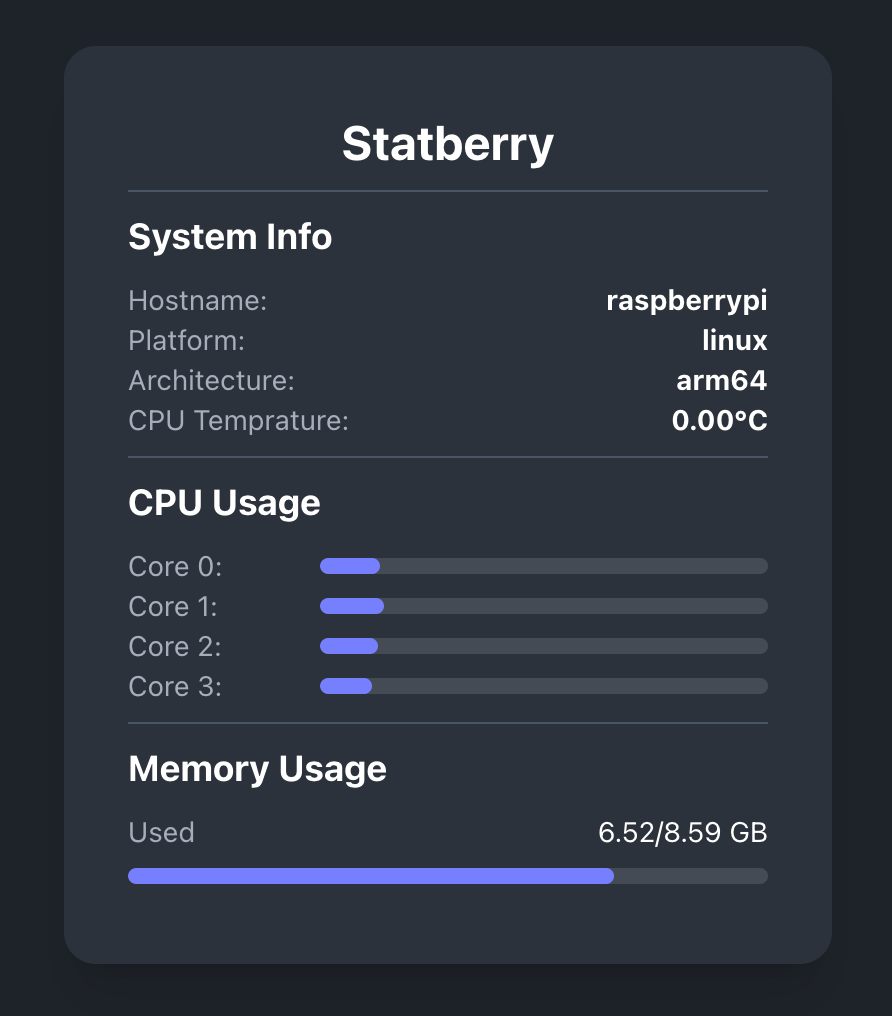 Statberry
System Info
Hostname: raspberrypi
Platform: linux
Architecture: arm64
CPU Temprature: 0.00°C
CPU Usage
Core 0:
Core 1:
Core 2:
Core 3:
Memory Usage
Used 6.52/8.59 GB